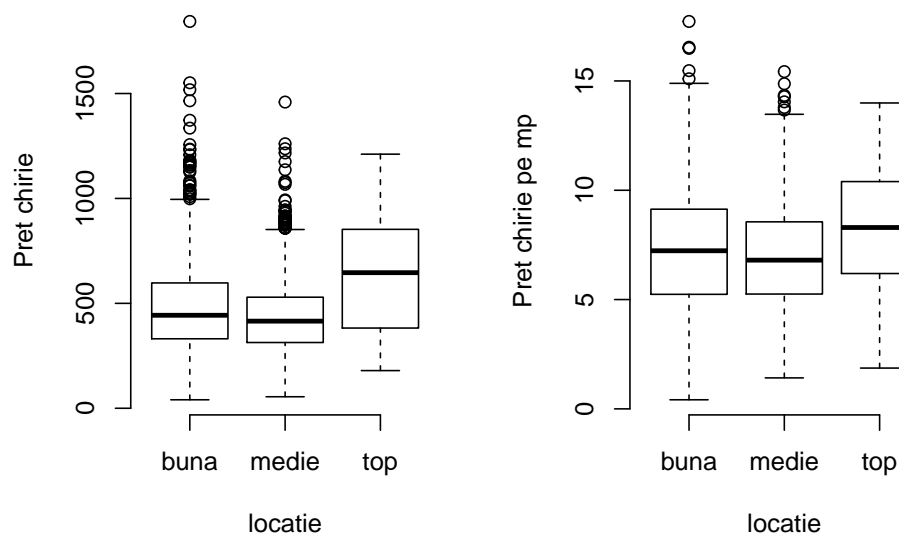 Pret chirie
0 500 1000 1500
buna medie top
locatie
Pret chirie pe mp
0 5 10 15
buna medie top
locatie